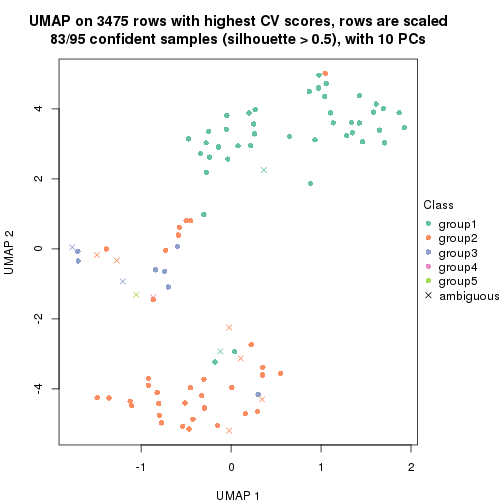 UMAP on 3475 rows with highest CV scores, rows are scaled
83/95 confident samples (silhouette > 0.5), with 10 PCs
4
2
0
-2
-4
UMAP 2
-1
0
1
2
UMAP 1
Class
group1
group2
group3
group4
group5
ambiguous